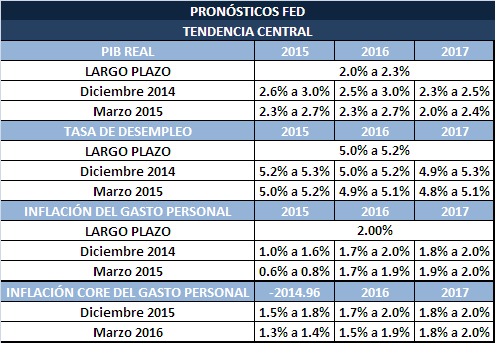 PRONÓSTICOS FED
TENDENCIA CENTRAL
PIB REAL 2015 2016 2017
LARGO PLAZO 2.0% a 2.3%
Diciembre 2014 2.6% a 3.0% 2.5% a 3.0% 2.3% a 2.5%
Marzo 2015 2.3% a 2.7% 2.3% a 2.7% 2.0% a 2.4%
TASA DE DESEMPLEO 2015 2016 2017
LARGO PLAZO 5.0% a 5.2%
Diciembre 2014 5.2% a 5.3% 5.0% a 5.2% 4.9% a 5.3%
Marzo 2015 5.0% a 5.2% 4.9% a 5.1% 4.8% a 5.1%
INFLACIÓN DEL GASTO PERSONAL 2015 2016 2017
LARGO PLAZO 2.00%
Diciembre 2014 1.0% a 1.6% 1.7% a 2.0% 1.8% a 2.0%
Marzo 2015 0.6% a 0.8% 1.7% a 1.9% 1.9% a 2.0%
INFLACIÓN CORE DEL GASTO PERSONAL -2014.96 2016 2017
Diciembre 2015 1.5% a 1.8% 1.7% a 2.0% 1.8% a 2.0%
Marzo 2016 1.3% a 1.4% 1.5% a 1.9% 1.8% a 2.0%